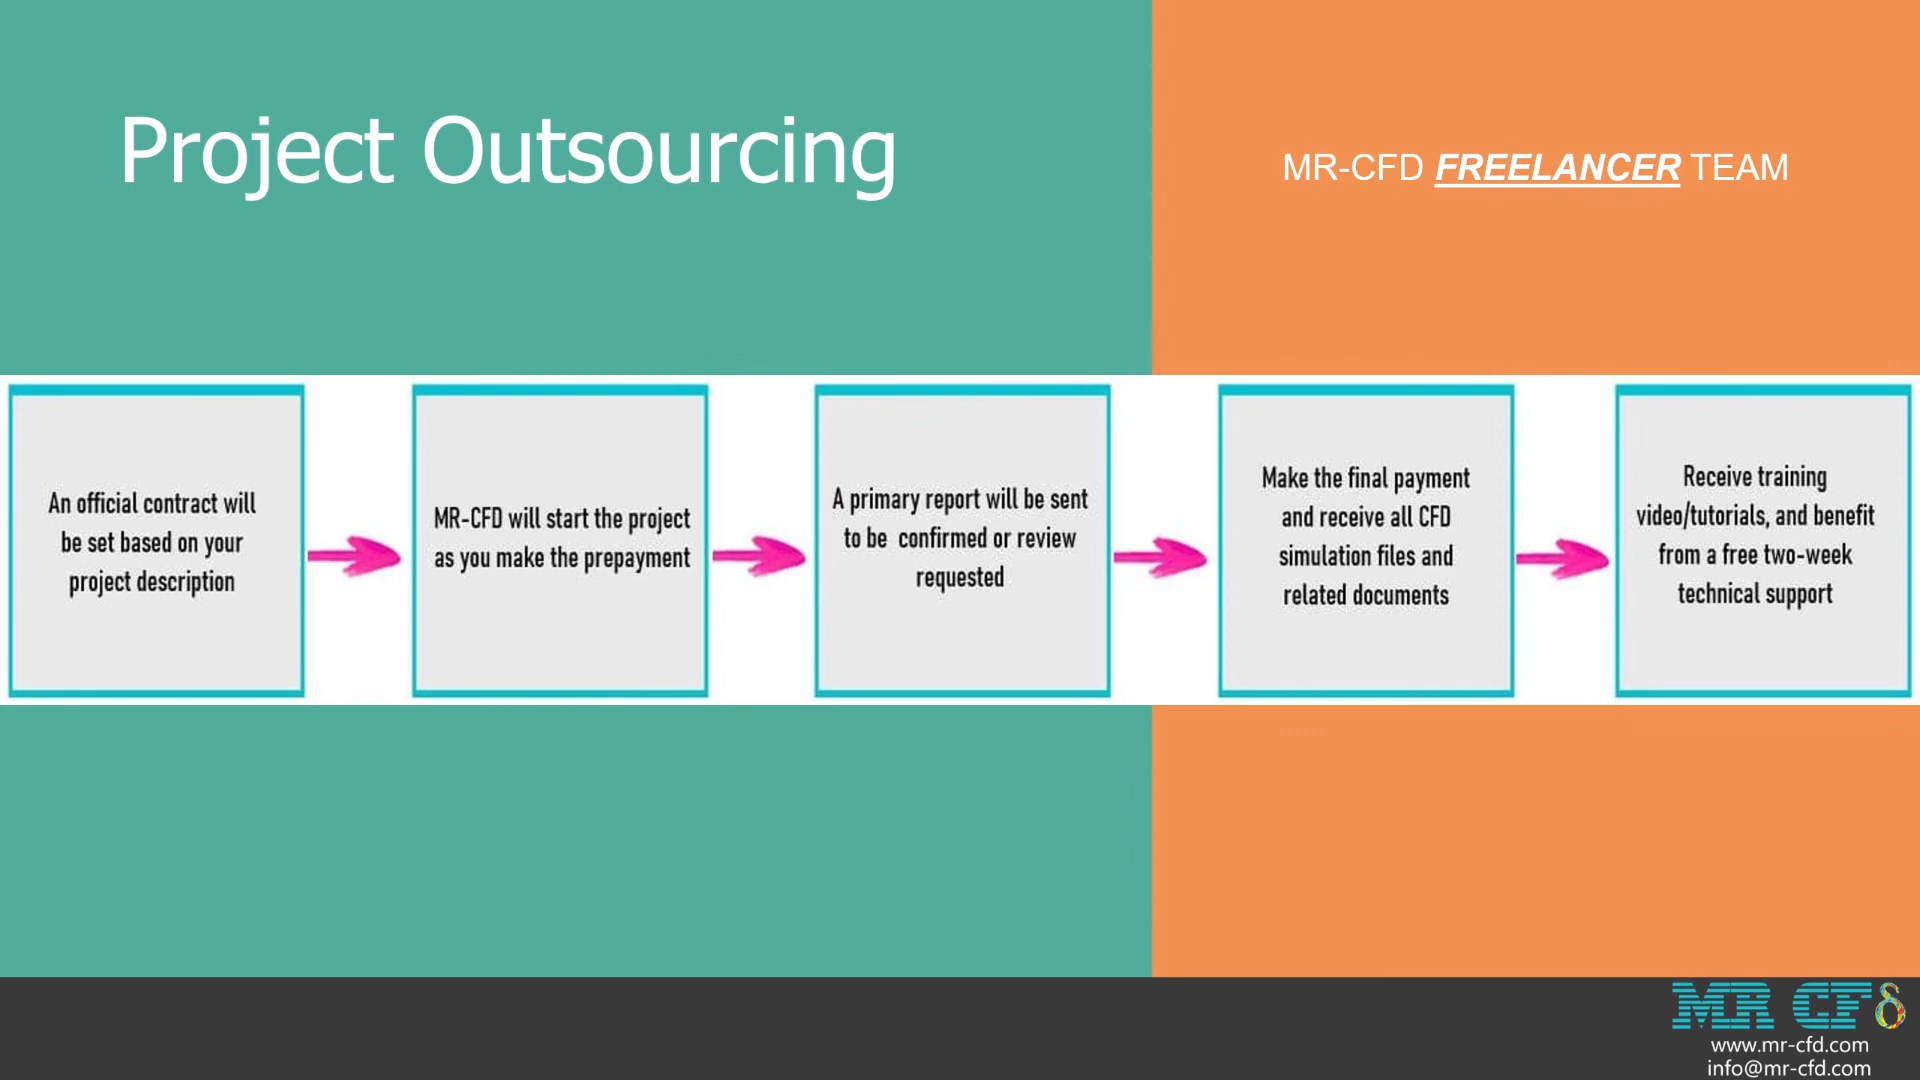 Project Outsourcing
MR-CFD FREELANCER TEAM
An official contract will
be set based on your
project description
MR-CFD will start the project
as you make the prepayment
A primary report will be sent
to be confirmed or review
requested
Make the final payment
and receive all CFD
simulation files and
related documents
Receive training
video/tutorials, and benefit
from a free two-week
technical support
MR CFδ
www.mr-cfd.com
info@mr-cfd.com